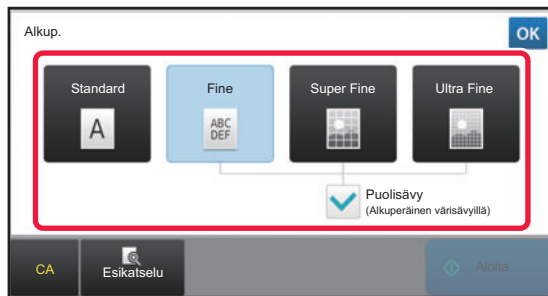 Alkup.
OK
Standard
Fine
Super Fine
Ultra Fine
A
ABC
DEF
Puolisävy
(Alkuperäinen värisävyillä)
CA
Esikatselu
Aloita